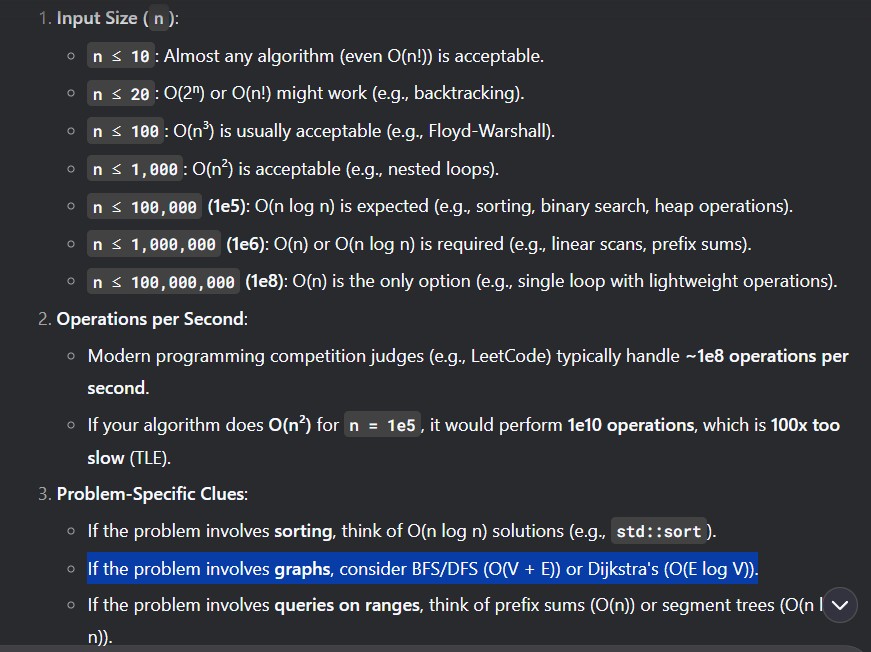 1. Input Size ( n ):
n ≤ 10 : Almost any algorithm (even O(n!)) is acceptable.
n ≤ 20 : O(2ⁿ) or O(n!) might work (e.g., backtracking).
n ≤ 100 : O(n³) is usually acceptable (e.g., Floyd-Warshall).
n ≤ 1,000 : O(n²) is acceptable (e.g., nested loops).
n ≤ 100,000 (1e5): O(n log n) is expected (e.g., sorting, binary search, heap operations).
n ≤ 1,000,000 (1e6): O(n) or O(n log n) is required (e.g., linear scans, prefix sums).
n ≤ 100,000,000 (1e8): O(n) is the only option (e.g., single loop with lightweight operations).
2. Operations per Second:
Modern programming competition judges (e.g., LeetCode) typically handle ~1e8 operations per
second.
If your algorithm does O(n²) for n = 1e5 , it would perform 1e10 operations, which is 100x too
slow (TLE).
3. Problem-Specific Clues:
If the problem involves sorting, think of O(n log n) solutions (e.g., std::sort ).
If the problem involves graphs, consider BFS/DFS (O(V + E)) or Dijkstra's (O(E log V)).
If the problem involves queries on ranges, think of prefix sums (O(n)) or segment trees (O(n l
n)).